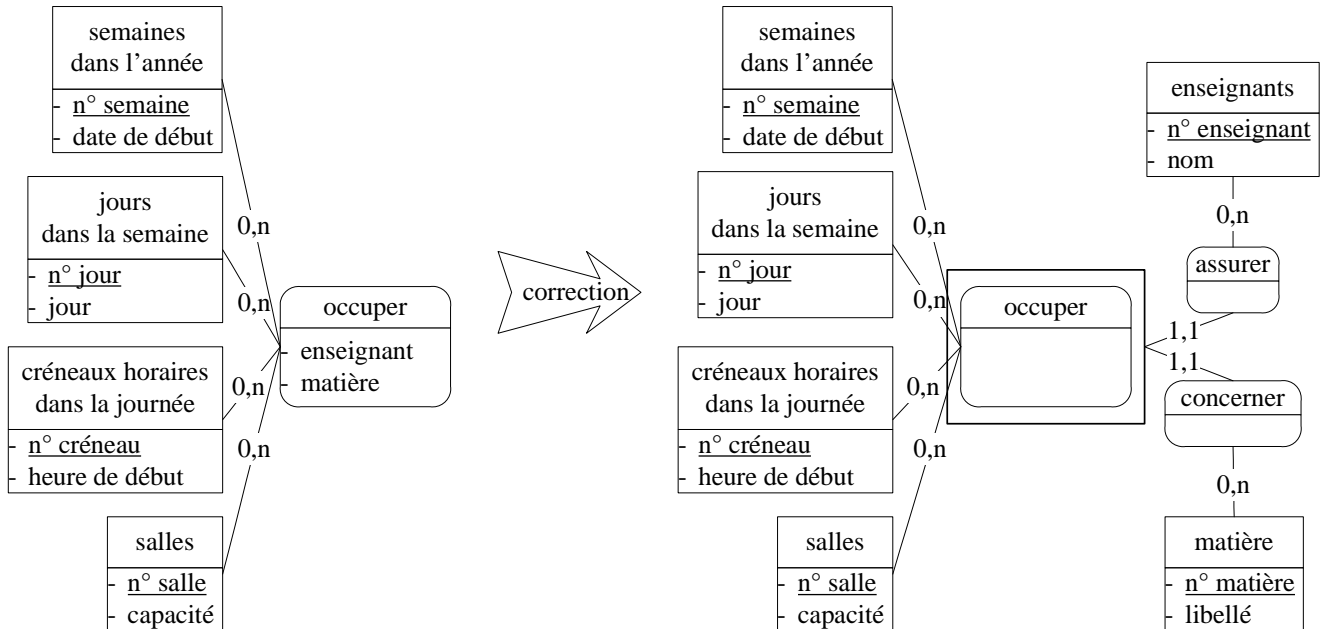 semaines
dans l'année
- n° semaine
- date de début
jours
dans la semaine
- n° jour
- jour
créneaux horaires
dans la journée
- n° créneau
- heure de début
salles
- n° salle
- capacité
0,n
0,n
0,n
0,n
occuper
- enseignant
- matière
correction
semaines
dans l'année
- n° semaine
- date de début
jours
dans la semaine
- n° jour
- jour
créneaux horaires
dans la journée
- n° créneau
- heure de début
salles
- n° salle
- capacité
0,n
0,n
0,n
0,n
occuper
enseignants
- n° enseignant
- nom
0,n
assurer
1,1
1,1
concerner
0,n
matière
- n° matière
- libellé